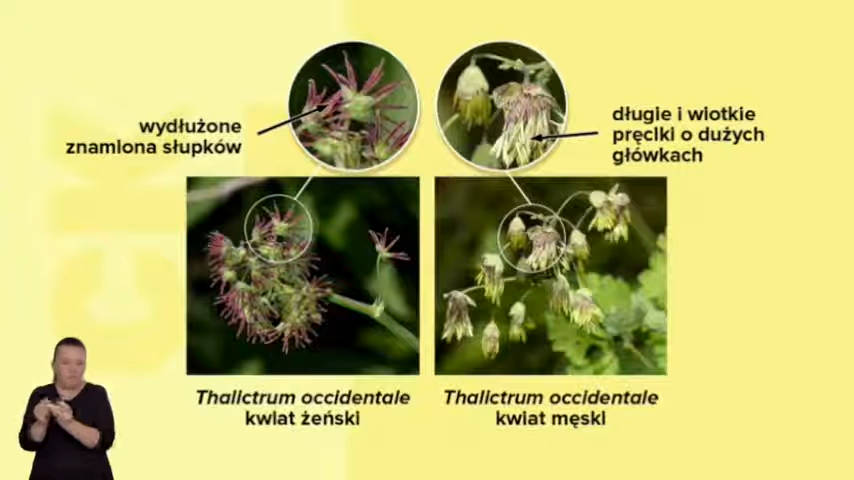 wydłużone
znamiona słupków
długie i wiotkie
pręciki o dużych
główkach
Thalictrum occidentale
kwiat żeński
Thalictrum occidentale
kwiat męski